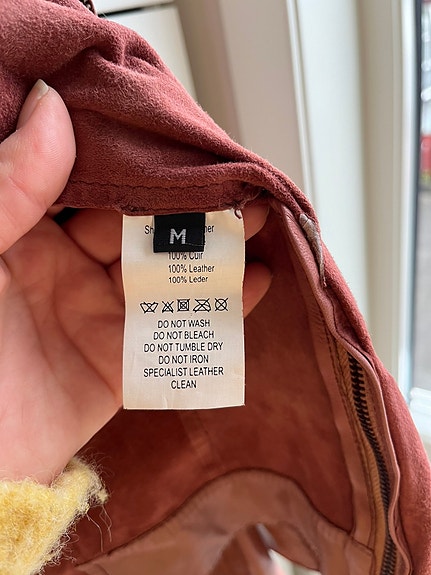 M
100% Cuir
100% Leather
100% Leder
DO NOT WASH
DO NOT BLEACH
DO NOT TUMBLE DRY
DO NOT IRON
SPECIALIST LEATHER
CLEAN